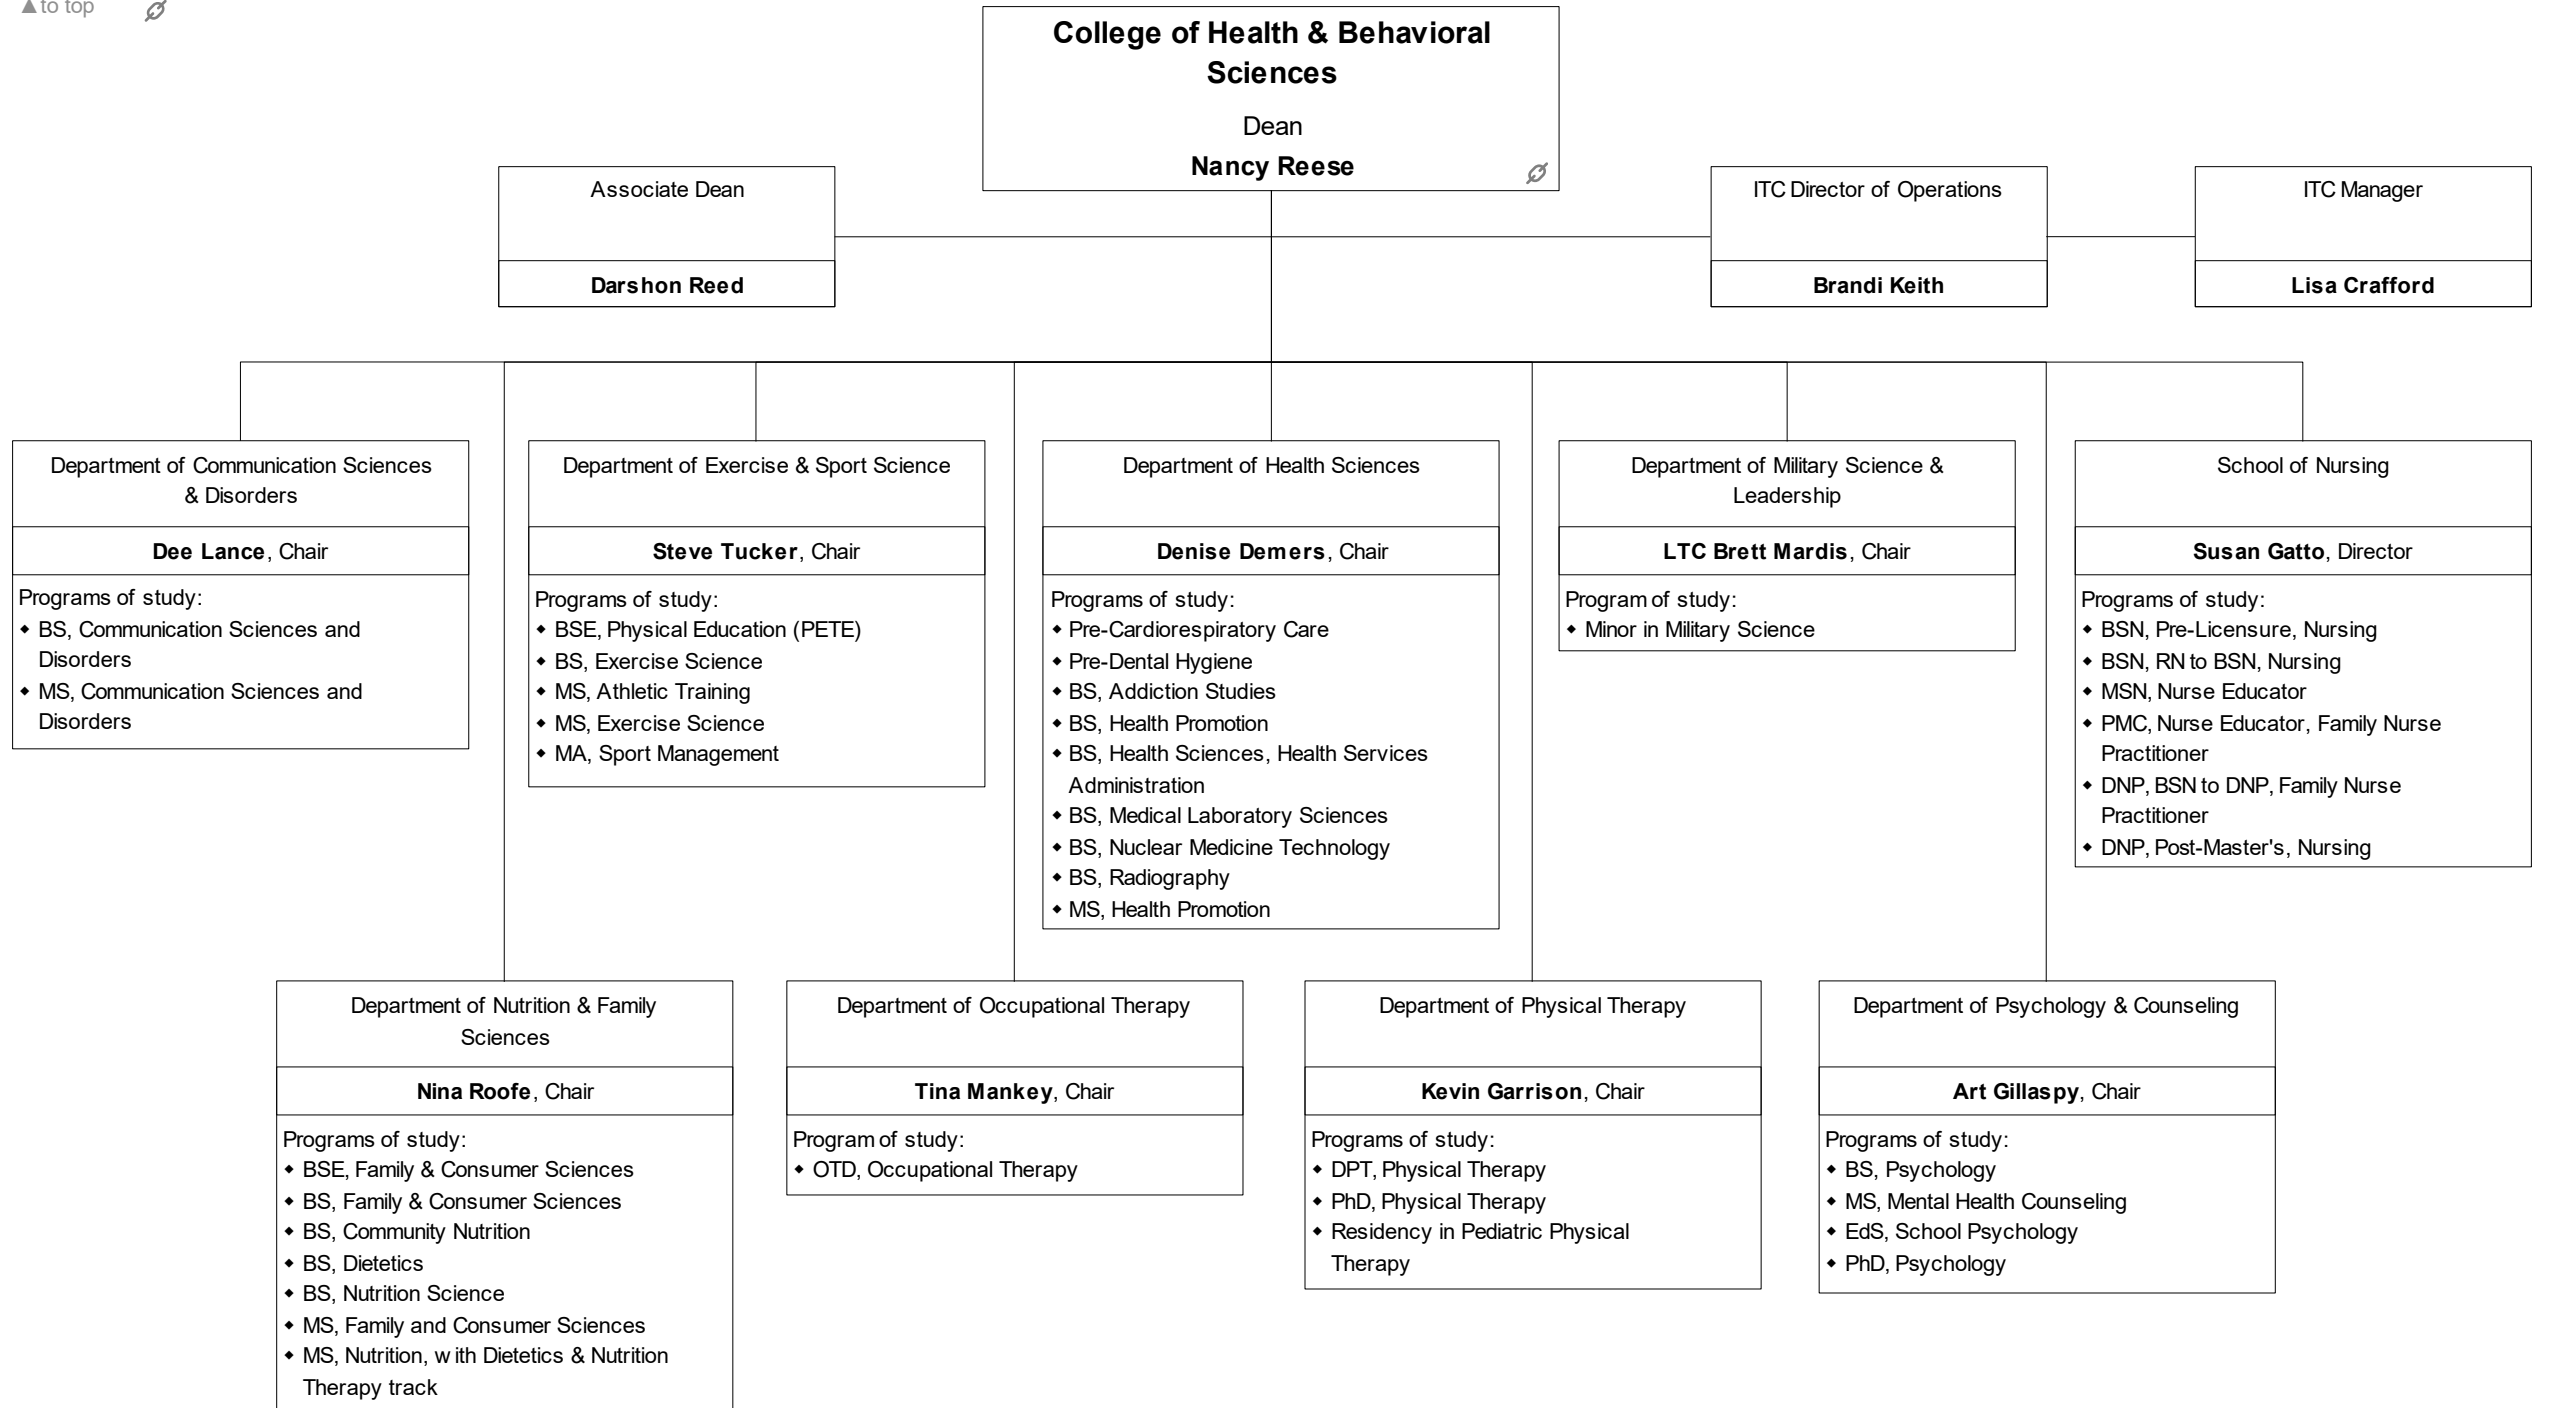 ▲to top
College of Health & Behavioral
Sciences
Dean
Nancy Reese
Associate Dean
Darshon Reed
ITC Director of Operations
Brandi Keith
ITC Manager
Lisa Crafford
Department of Communication Sciences
& Disorders
Dee Lance, Chair
Programs of study:
◆ BS, Communication Sciences and
Disorders
◆ MS, Communication Sciences and
Disorders
Department of Exercise & Sport Science
Steve Tucker, Chair
Programs of study:
◆ BSE, Physical Education (PETE)
◆ BS, Exercise Science
◆ MS, Athletic Training
◆ MS, Exercise Science
◆ MA, Sport Management
Department of Health Sciences
Denise Demers, Chair
Programs of study:
◆ Pre-Cardiorespiratory Care
◆ Pre-Dental Hygiene
◆ BS, Addiction Studies
◆ BS, Health Promotion
◆ BS, Health Sciences, Health Services
Administration
◆ BS, Medical Laboratory Sciences
◆ BS, Nuclear Medicine Technology
◆ BS, Radiography
◆ MS, Health Promotion
Department of Military Science &
Leadership
LTC Brett Mardis, Chair
Program of study:
◆ Minor in Military Science
School of Nursing
Susan Gatto, Director
Programs of study:
◆ BSN, Pre-Licensure, Nursing
◆ BSN, RN to BSN, Nursing
◆ MSN, Nurse Educator
◆ PMC, Nurse Educator, Family Nurse
Practitioner
◆ DNP, BSN to DNP, Family Nurse
Practitioner
◆ DNP, Post-Master's, Nursing
Department of Nutrition & Family
Sciences
Nina Roofe, Chair
Programs of study:
◆ BSE, Family & Consumer Sciences
◆ BS, Family & Consumer Sciences
◆ BS, Community Nutrition
◆ BS, Dietetics
◆ BS, Nutrition Science
◆ MS, Family and Consumer Sciences
◆ MS, Nutrition, with Dietetics & Nutrition
Therapy track
Department of Occupational Therapy
Tina Mankey, Chair
Program of study:
◆ OTD, Occupational Therapy
Department of Physical Therapy
Kevin Garrison, Chair
Programs of study:
◆ DPT, Physical Therapy
◆ PhD, Physical Therapy
◆ Residency in Pediatric Physical
Therapy
Department of Psychology & Counseling
Art Gillaspy, Chair
Programs of study:
◆ BS, Psychology
◆ MS, Mental Health Counseling
◆ EdS, School Psychology
◆ PhD, Psychology